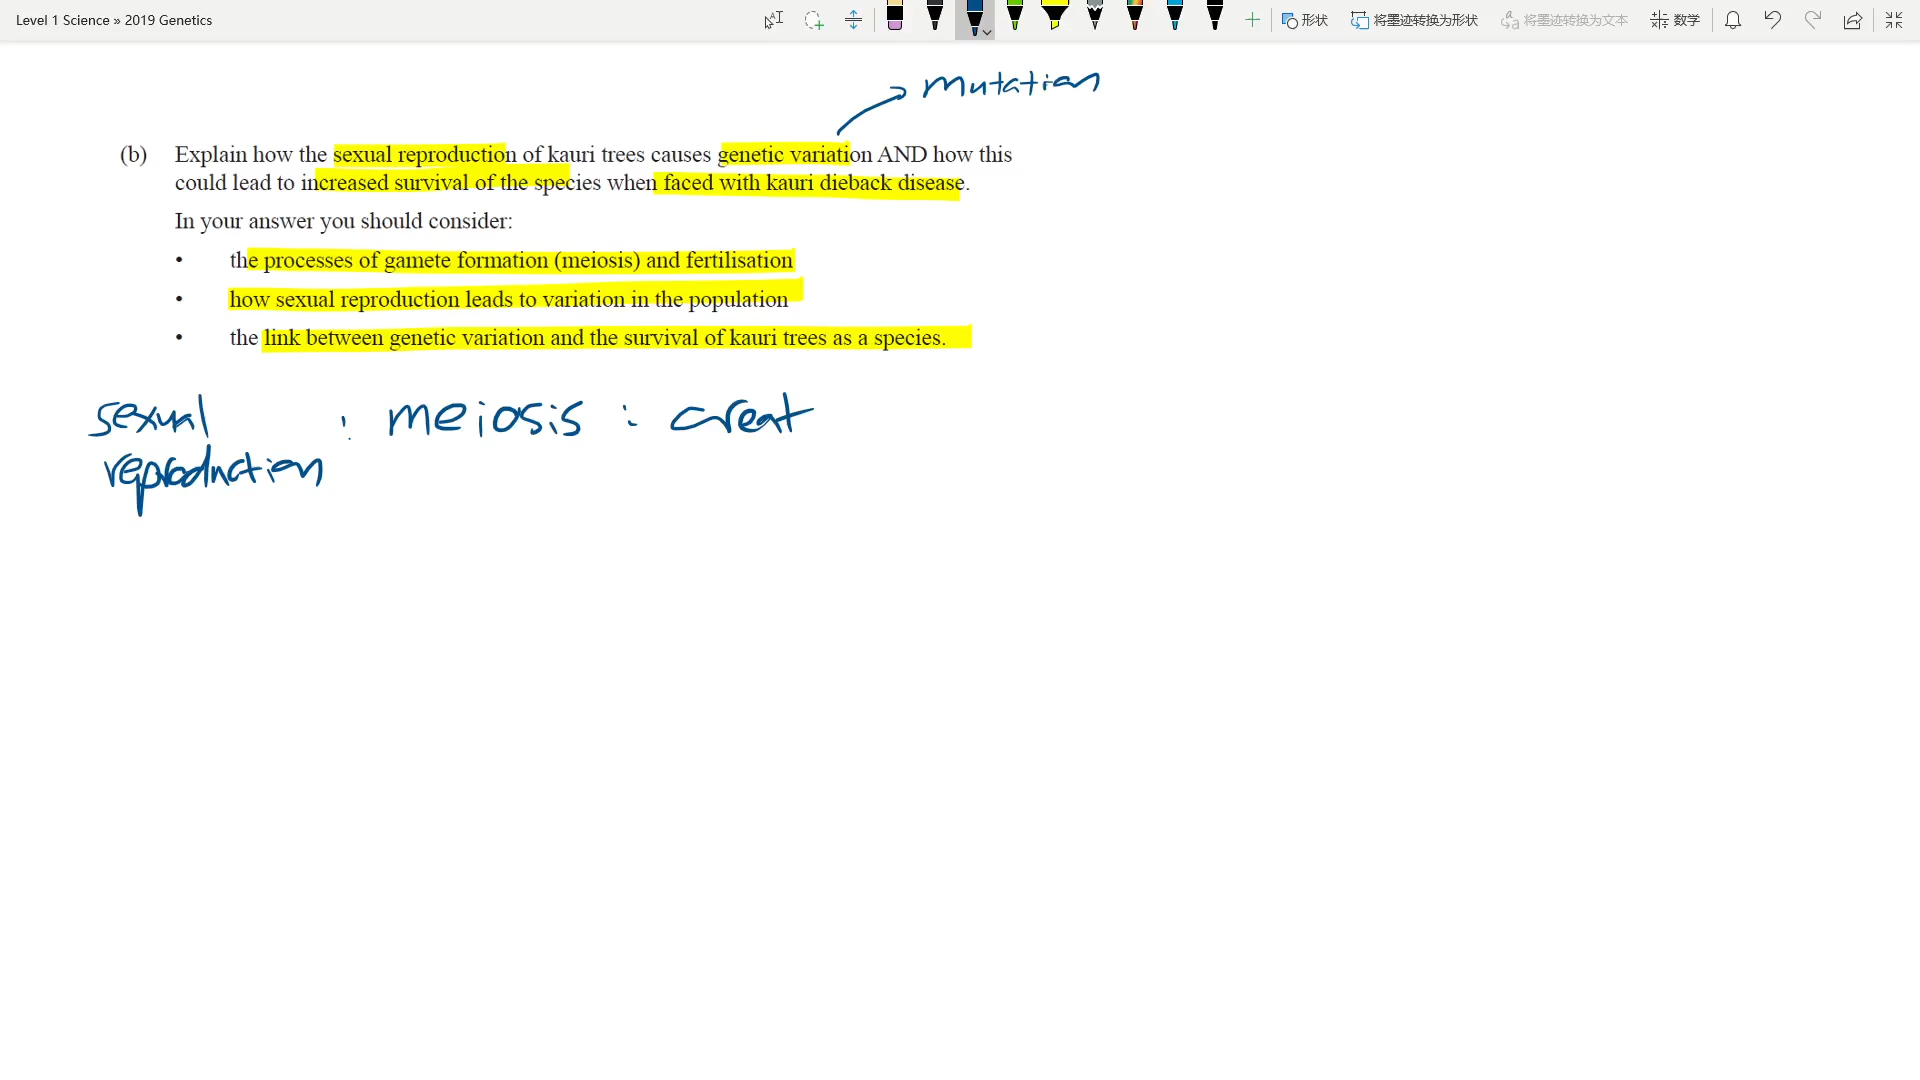 Level 1 Science » 2019 Genetics
形状
将墨迹转换为形状
将墨迹转换为文本
数学
mutation
(b) Explain how the sexual reproduction of kauri trees causes genetic variation AND how this
could lead to increased survival of the species when faced with kauri dieback disease.
In your answer you should consider:
• the processes of gamete formation (meiosis) and fertilisation
• how sexual reproduction leads to variation in the population
• the link between genetic variation and the survival of kauri trees as a species.
sexual : meiosis : creat
reproduction